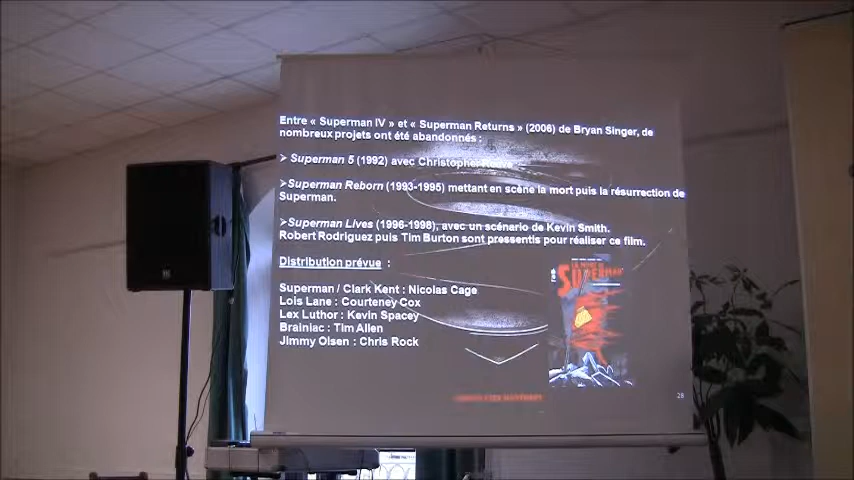 Entre « Superman IV » et « Superman Returns » (2006) de Bryan Singer, de
nombreux projets ont été abandonnés :
➢ Superman 5 (1992) avec Christopher Reeve
➢Superman Reborn (1993-1995) mettant en scène la mort puis la résurrection de
Superman.
➢Superman Lives (1996-1998), avec un scénario de Kevin Smith.
Robert Rodriguez puis Tim Burton sont pressentis pour réaliser ce film.
Distribution prévue :
Superman / Clark Kent : Nicolas Cage
Lois Lane : Courteney Cox
Lex Luthor : Kevin Spacey
Brainiac : Tim Allen
Jimmy Olsen : Chris Rock
SUPERMAN
28